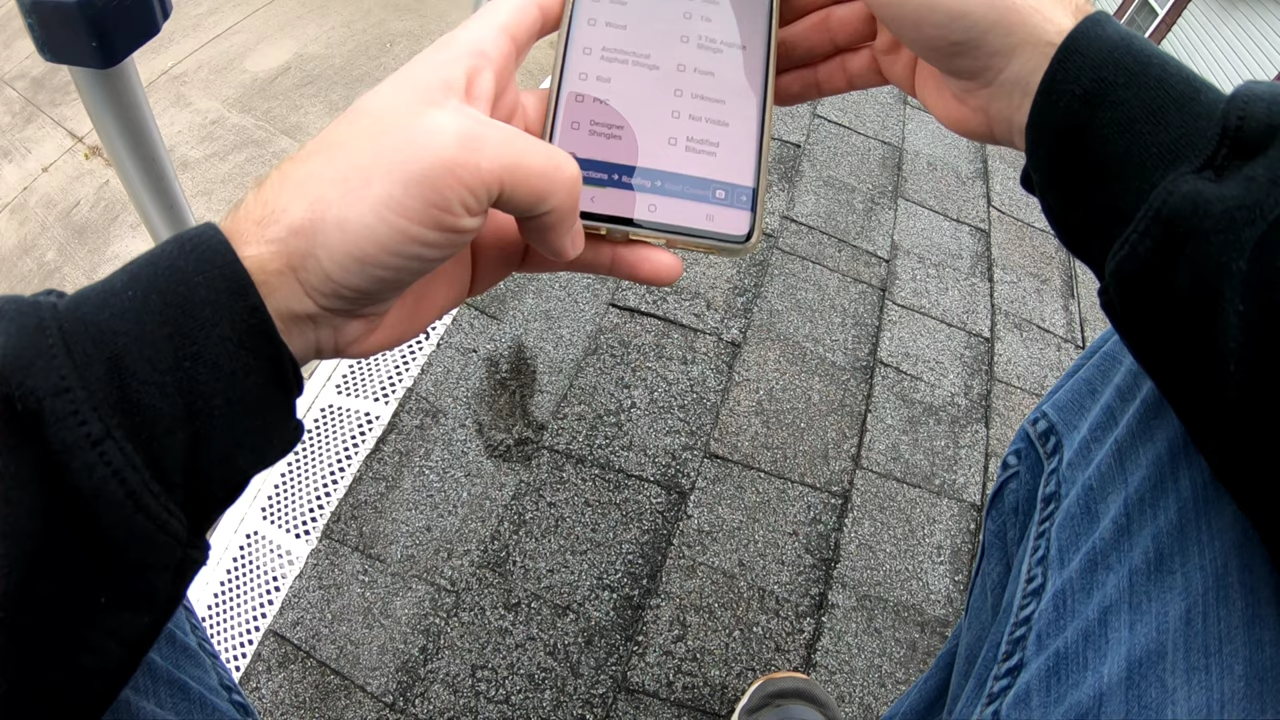 Wood
Architectural
Asphalt Shingle
Roll
PVC
Designer
Shingles
Tile
3 Tab Asphalt
Shingle
Foam
Unknown
Not Visible
Modified
Bitumen
Roofing